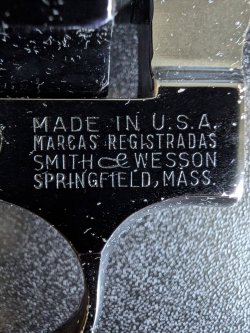 MADE IN U.S.A.
MARCAS REGISTRADAS
SMITH & WESSON
SPRINGFIELD, MASS.